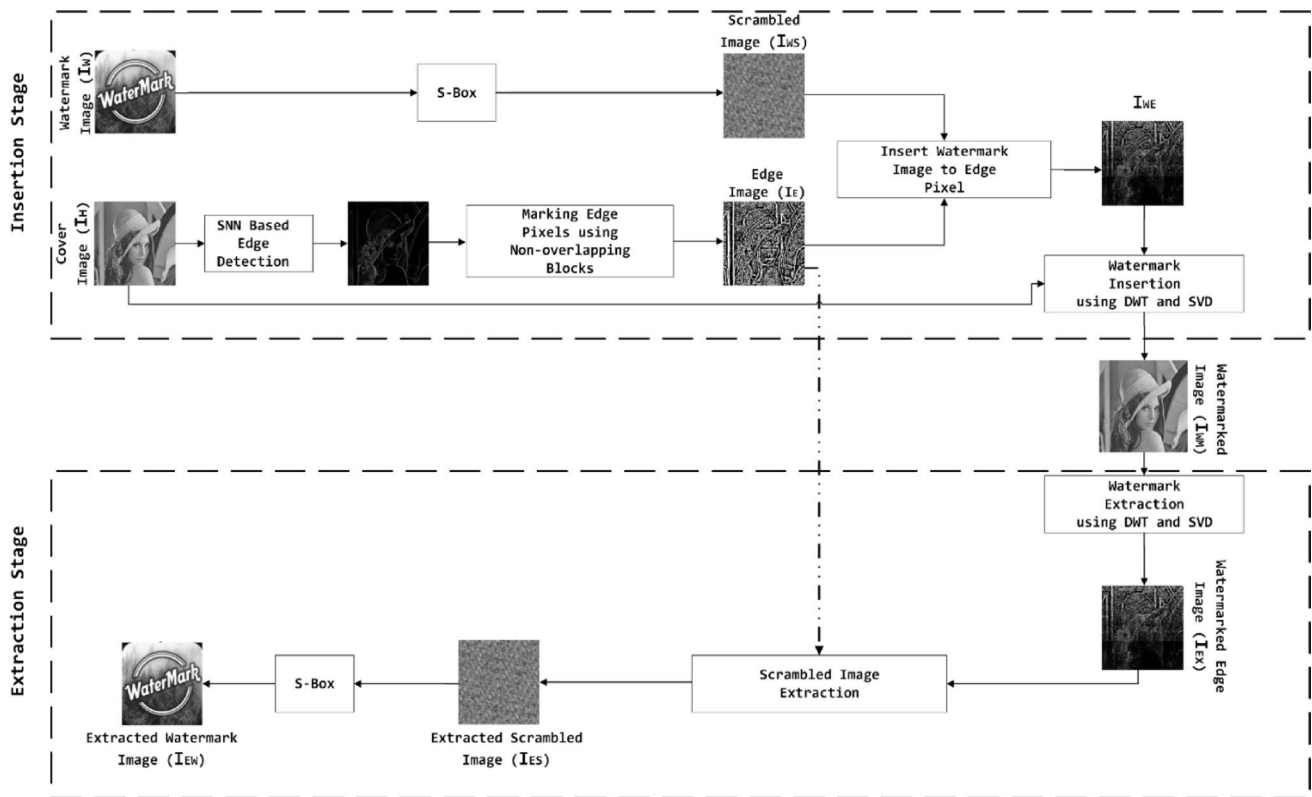 Insertion Stage
Watermark
Image (IW)
WaterMark
S-Box
Scrambled
Image (IWS)
Insert Watermark
Image to Edge
Pixel
IWE
Cover
Image (IH)
SNN Based
Edge
Detection
Marking Edge
Pixels using
Non-overlapping
Blocks
Edge
Image (IE)
Watermark
Insertion
using DWT and SVD
Watermarked
Image (IWM)
Extraction Stage
Watermark
Extraction
using DWT and SVD
Watermarked Edge
Image (IEX)
Scrambled Image
Extraction
Extracted Scrambled
Image (IES)
S-Box
WaterMark
Extracted Watermark
Image (IEW)